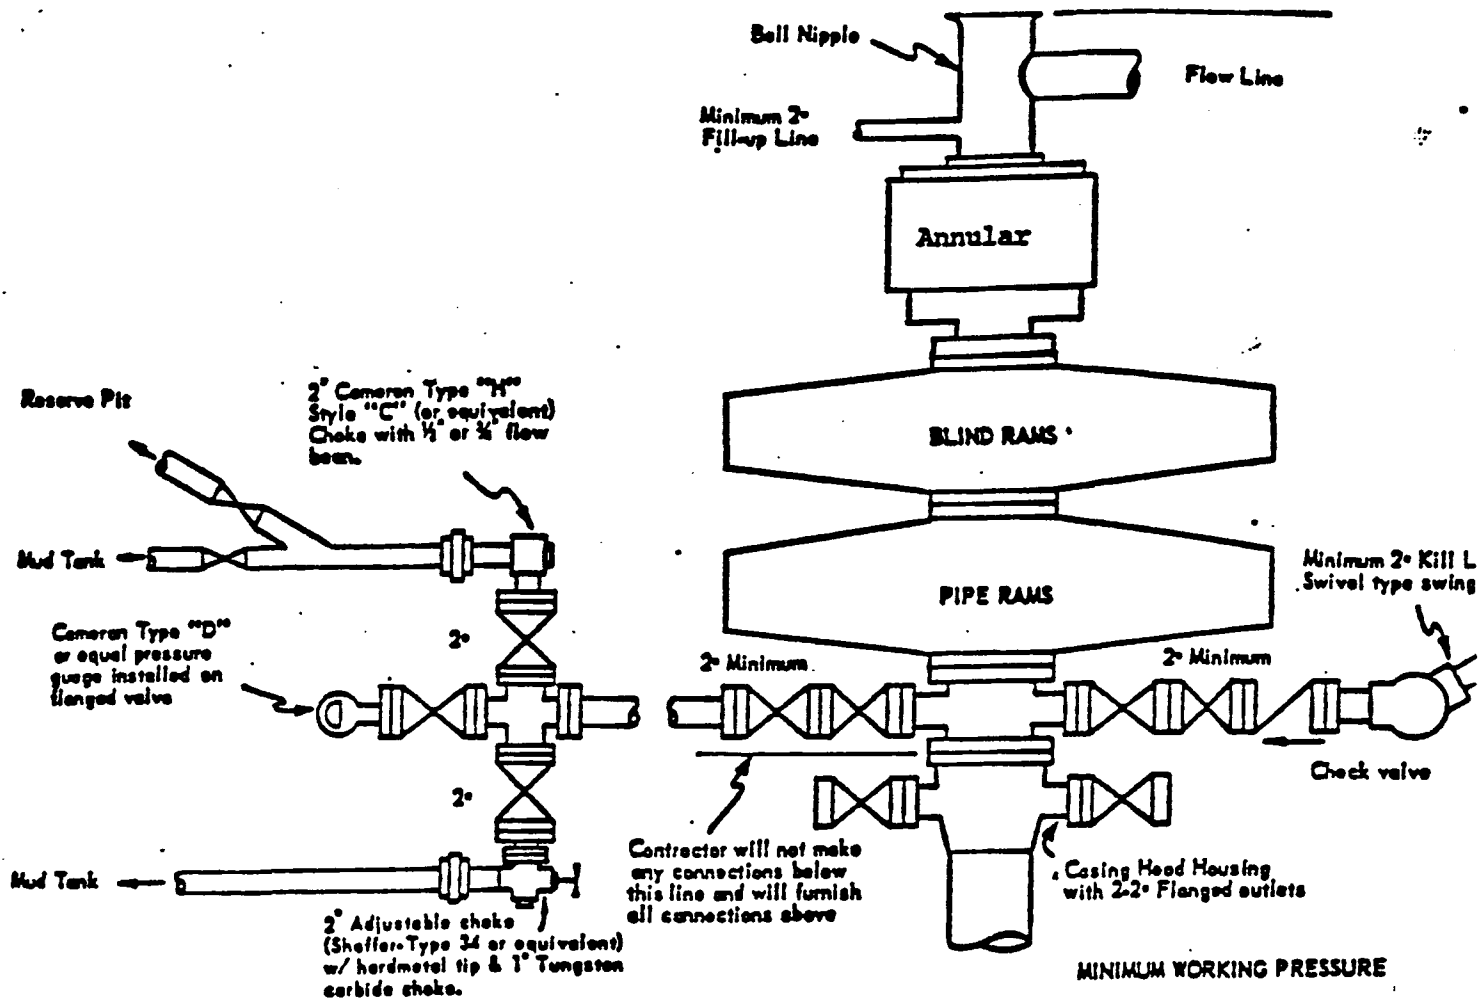 Bell Nipple
Flow Line
Minimum 2"
Fill-up Line
Annular
Reserve Pit
2" Cameron Type "H"
Style "C" (or equivalent)
Choke with ½" or ¾" flow
bean.
BLIND RAMS
Mud Tank
PIPE RAMS
Minimum 2" Kill L
Swivel type swing
Cameron Type "D"
or equal pressure
guage installed on
flanged valve
2"
2" Minimum
2" Minimum
Check valve
2"
Contractor will not make
any connections below
this line and will furnish
all connections above
Casing Head Housing
with 2-2" Flanged outlets
Mud Tank
2" Adjustable choke
(Shaffer-Type 34 or equivalent)
w/ hardmetal tip & 1" Tungsten
carbide choke.
MINIMUM WORKING PRESSURE